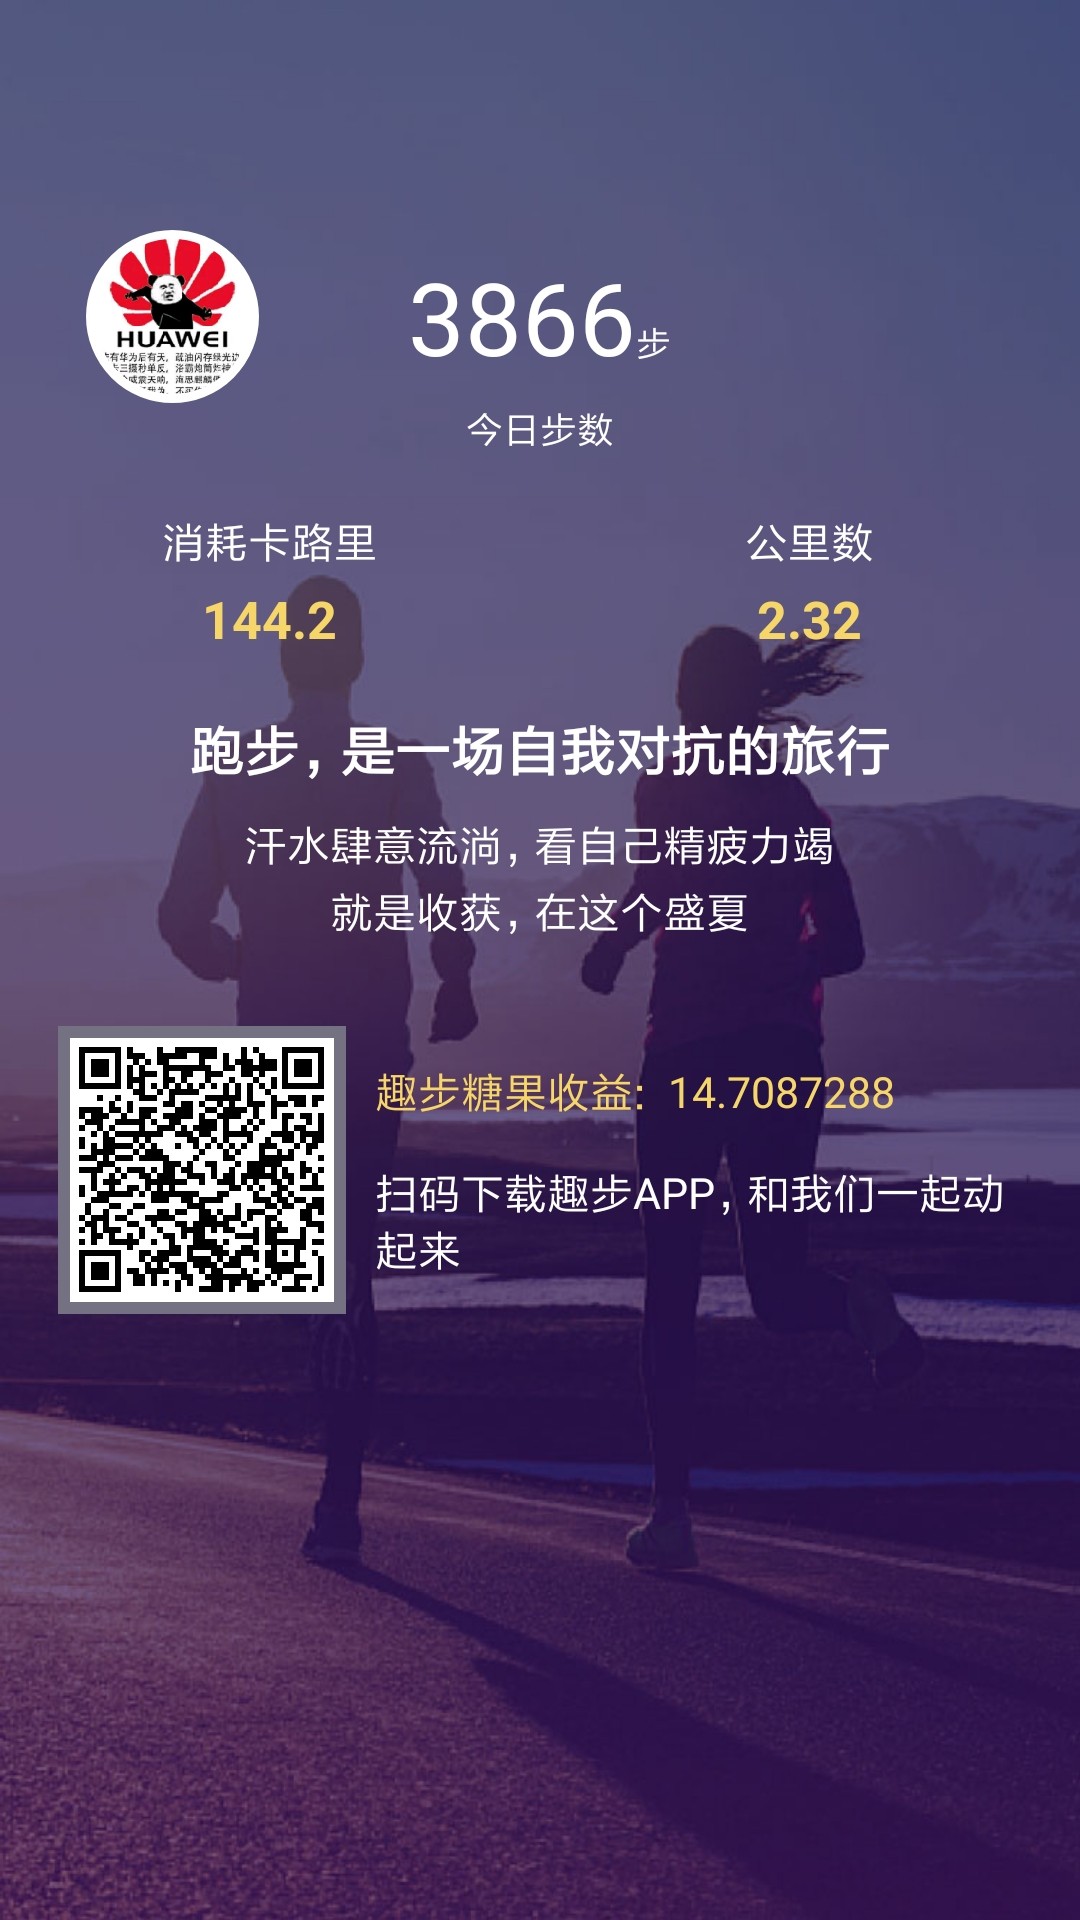 HUAWEI
3866步
今日步数
消耗卡路里
公里数
144.2
2.32
跑步，是一场自我对抗的旅行
汗水肆意流淌，看自己精疲力竭
就是收获，在这个盛夏
趣步糖果收益：14.7087288
扫码下载趣步APP，和我们一起动
起来